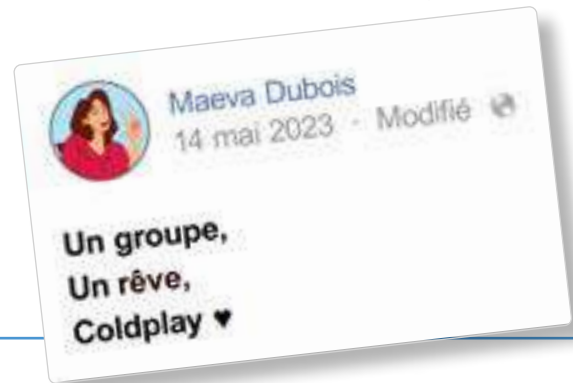 Maeva Dubois
14 mai 2023 · Modifié
Un groupe,
Un rêve,
Coldplay ♥